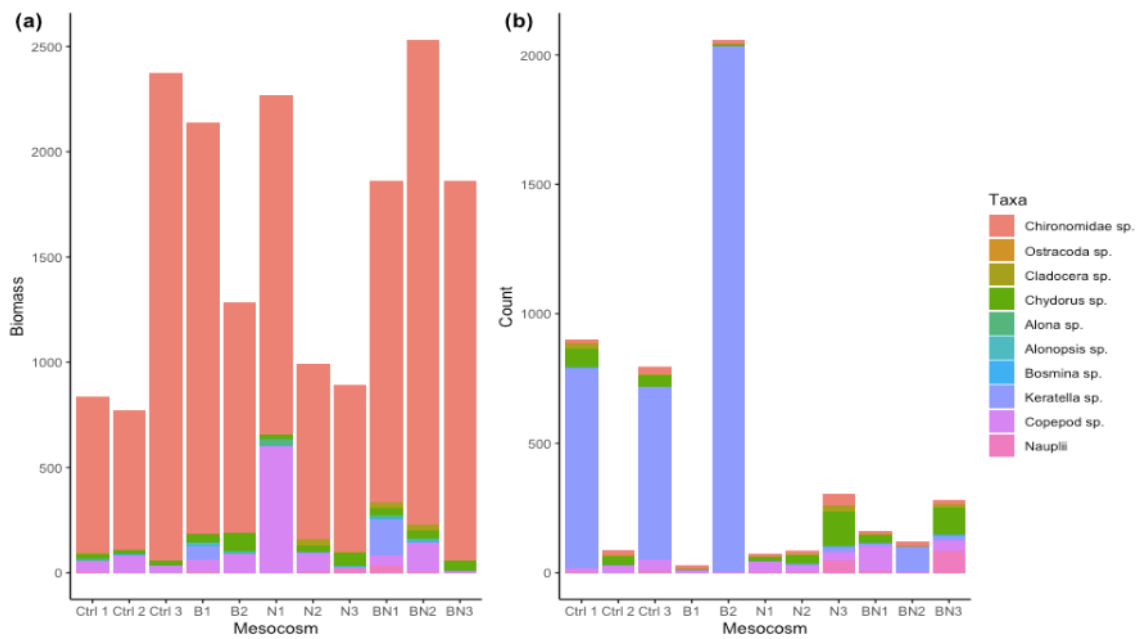 (a)
2500
2000
1500
1000
500
0
Biomass
Ctrl 1 Ctrl 2 Ctrl 3 B1 B2 N1 N2 N3 BN1 BN2 BN3
Mesocosm
(b)
2000
1500
1000
500
0
Count
Ctrl 1 Ctrl 2 Ctrl 3 B1 B2 N1 N2 N3 BN1 BN2 BN3
Mesocosm
Taxa
Chironomidae sp.
Ostracoda sp.
Cladocera sp.
Chydorus sp.
Alona sp.
Alonopsis sp.
Bosmina sp.
Keratella sp.
Copepod sp.
Nauplii